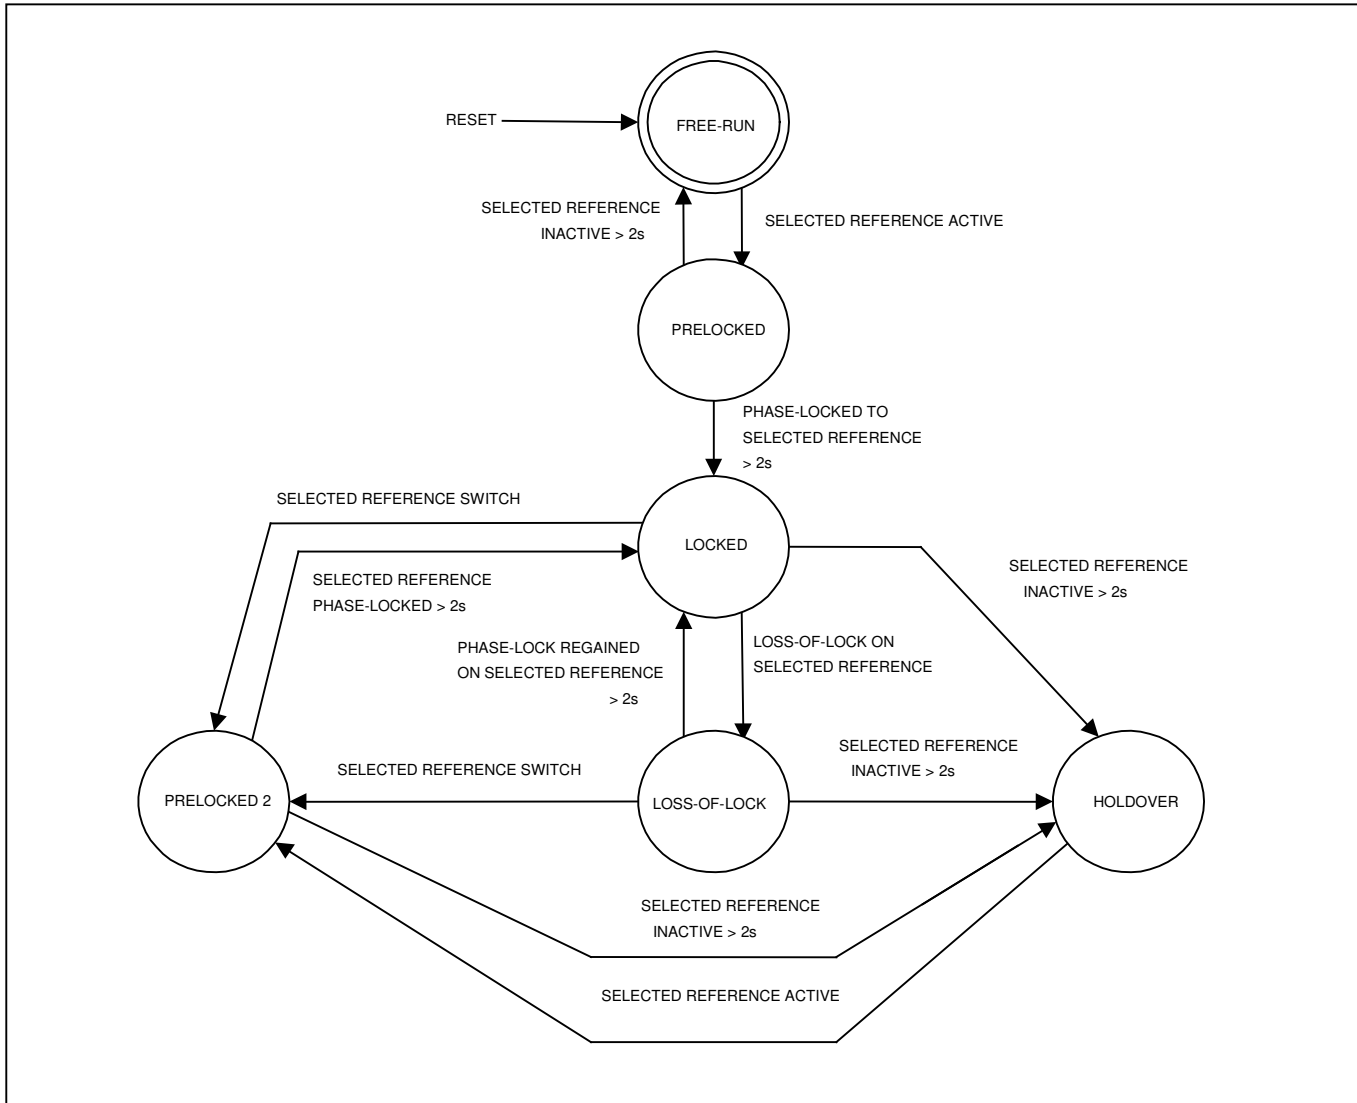 RESET
FREE-RUN
SELECTED REFERENCE
INACTIVE > 2s
SELECTED REFERENCE ACTIVE
PRELOCKED
PHASE-LOCKED TO
SELECTED REFERENCE
> 2s
SELECTED REFERENCE SWITCH
LOCKED
SELECTED REFERENCE
PHASE-LOCKED > 2s
SELECTED REFERENCE
INACTIVE > 2s
PHASE-LOCK REGAINED
ON SELECTED REFERENCE
> 2s
LOSS-OF-LOCK ON
SELECTED REFERENCE
SELECTED REFERENCE SWITCH
SELECTED REFERENCE
INACTIVE > 2s
PRELOCKED 2
LOSS-OF-LOCK
HOLDOVER
SELECTED REFERENCE
INACTIVE > 2s
SELECTED REFERENCE ACTIVE